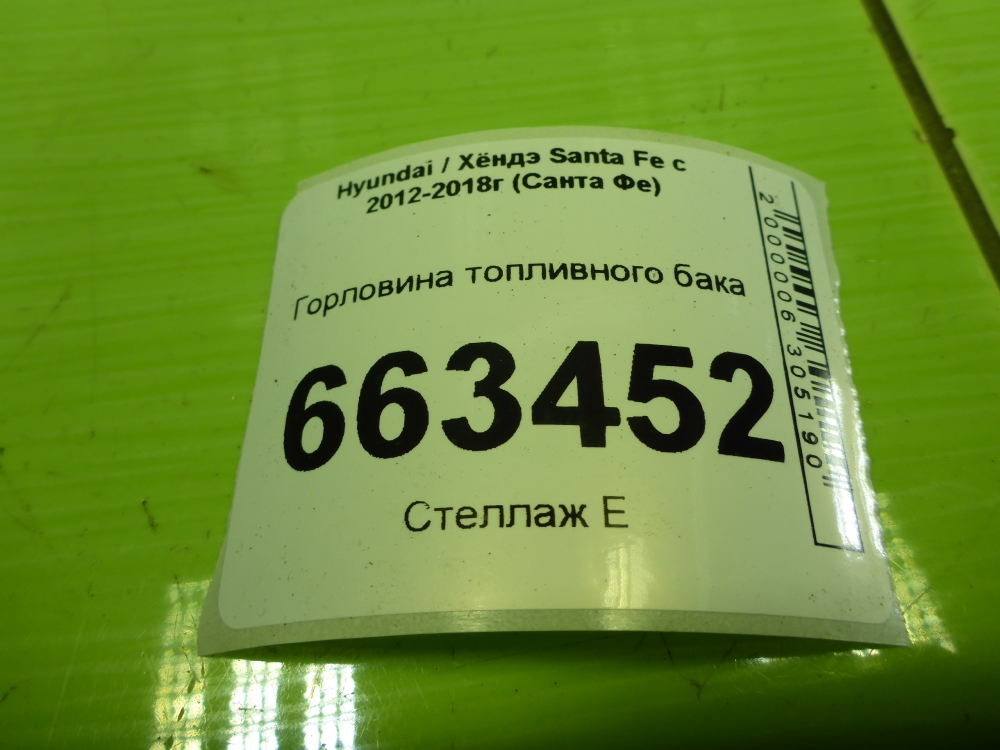 Hyundai / Хёндэ Santa Fe с
2012-2018г (Санта Фе)
Горловина топливного бака
663452
Стеллаж Е
2000006305190